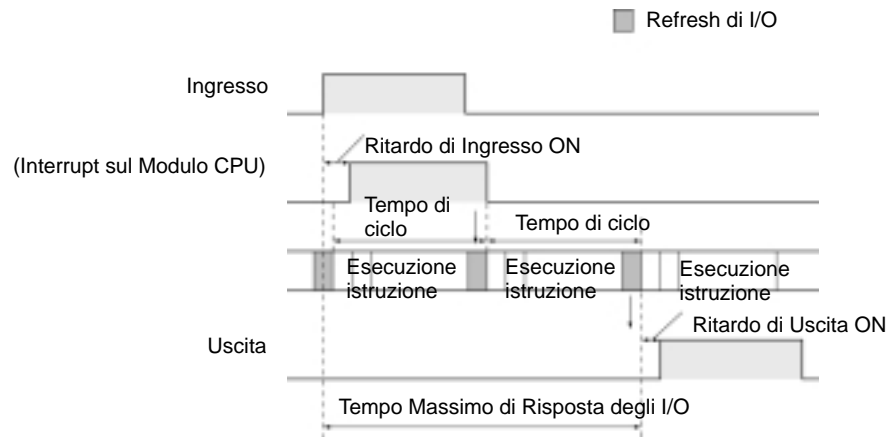 Refresh di I/O
Ingresso
Ritardo di Ingresso ON
(Interrupt sul Modulo CPU)
Tempo di
ciclo
Tempo di ciclo
Esecuzione
istruzione
Esecuzione
istruzione
Esecuzione
istruzione
Ritardo di Uscita ON
Uscita
Tempo Massimo di Risposta degli I/O